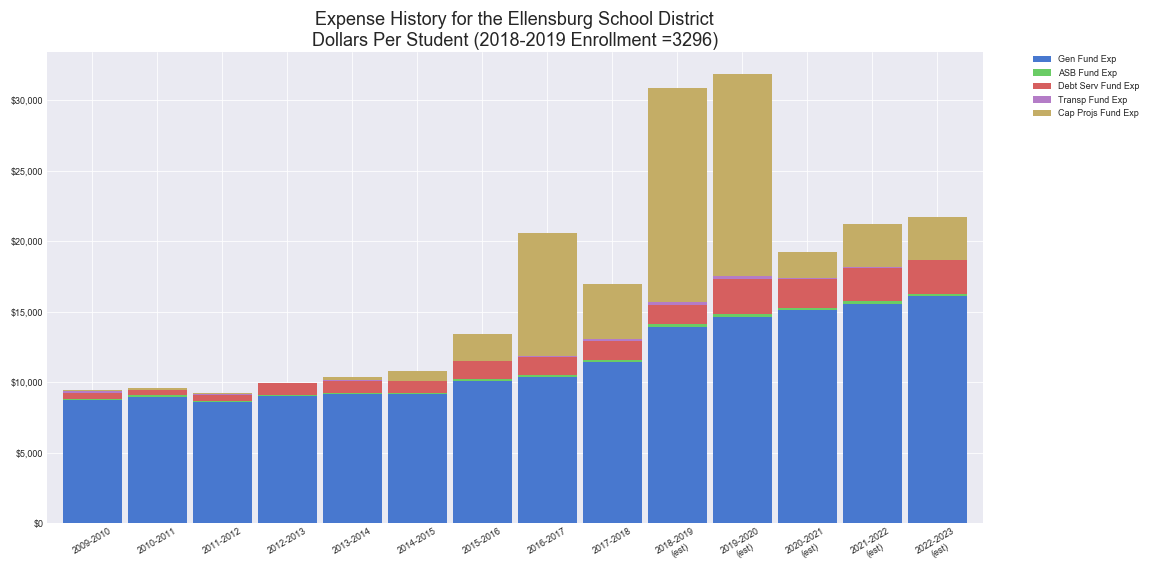 Expense History for the Ellensburg School District
Dollars Per Student (2018-2019 Enrollment =3296)
Gen Fund Exp
ASB Fund Exp
Debt Serv Fund Exp
Transp Fund Exp
Cap Projs Fund Exp
$30,000
$25,000
$20,000
$15,000
$10,000
$5,000
$0
2009-2010
2010-2011
2011-2012
2012-2013
2013-2014
2014-2015
2015-2016
2016-2017
2017-2018
2018-2019
(est)
2019-2020
(est)
2020-2021
(est)
2021-2022
(est)
2022-2023
(est)